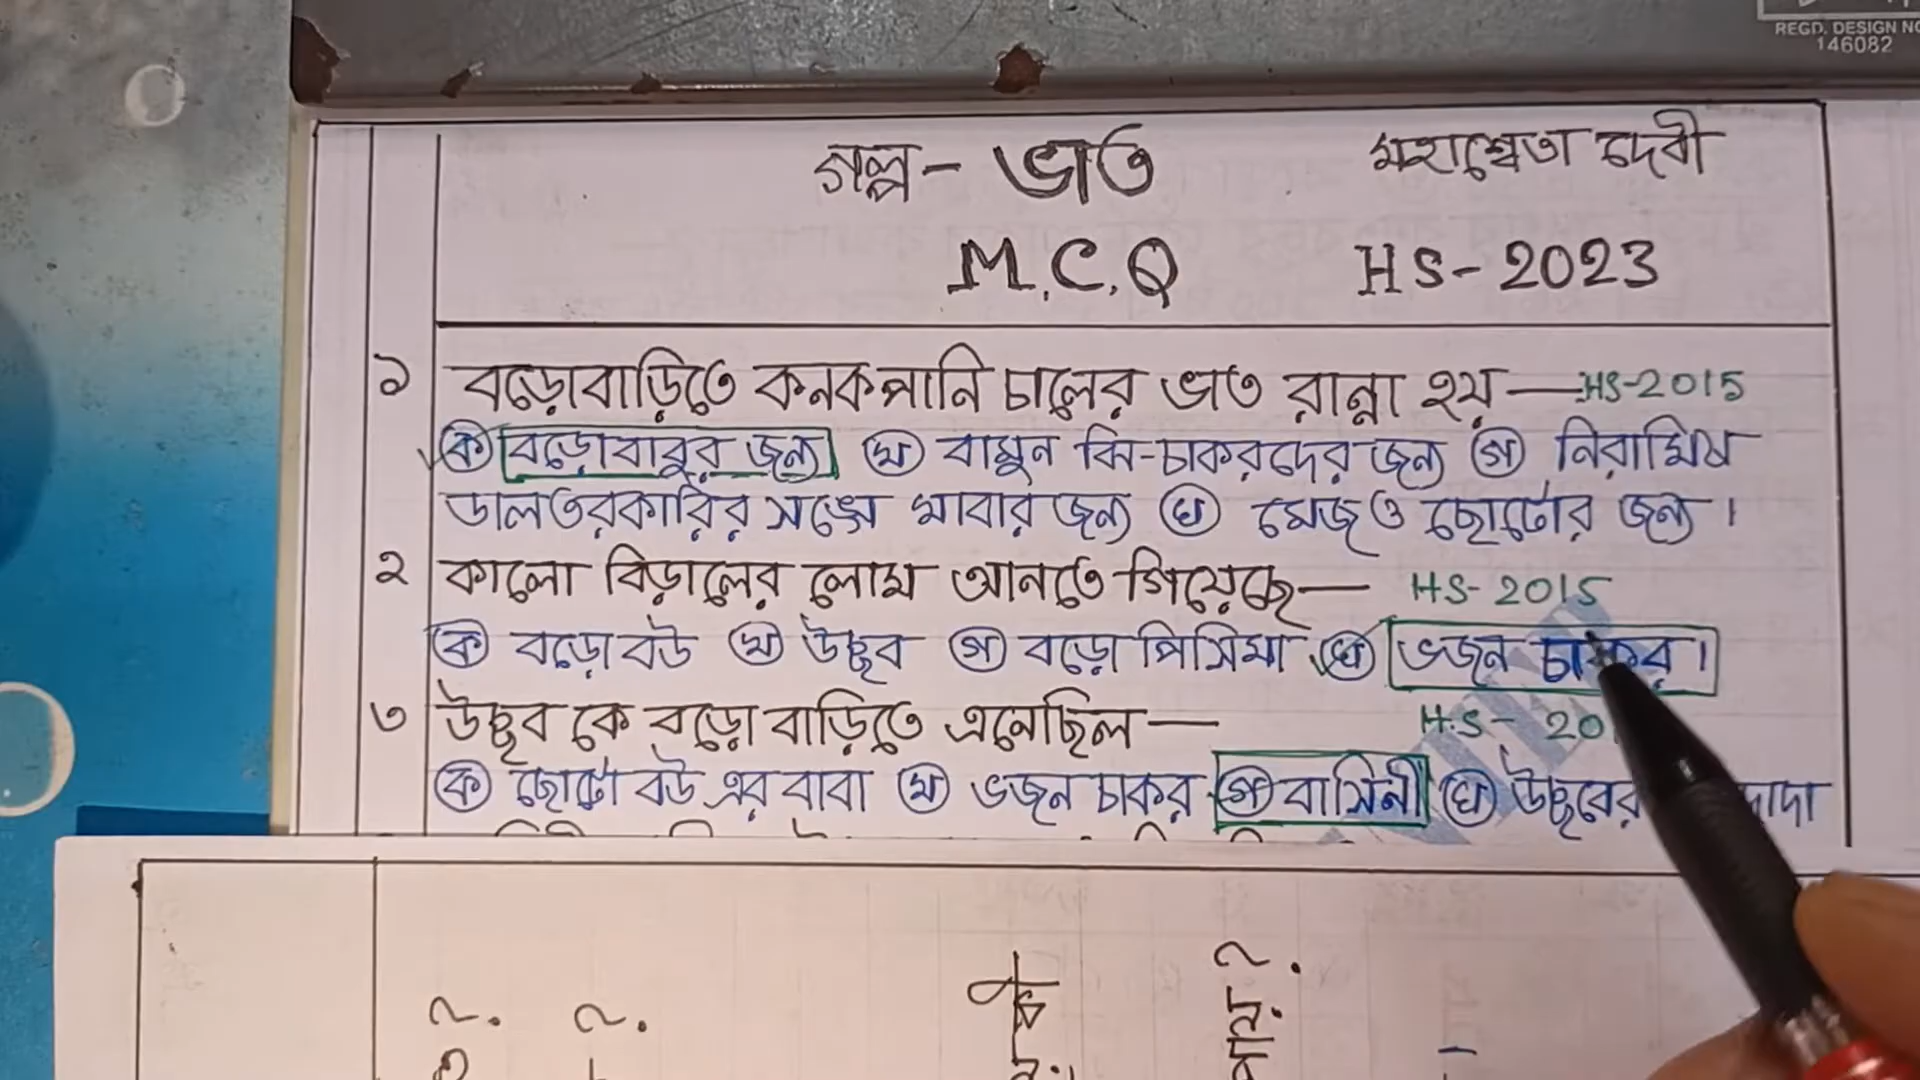 REGD. DESIGN NO
146082
গল্প - ভাত মহাশ্বেতা দেবী
M.C.Q HS-2023
১ বড়োবাড়িতে কনকপানি চালের ভাত রান্না হয় — HS-2015
ক বড়োবাবুর জন্য খ বামুন ঝি-চাকরদের জন্য গ নিরামিষ
ডালতরকারির সঙ্গে খাবার জন্য ঘ মেজ ও ছোটোর জন্য।
২ কালো বিড়ালের লোম আনতে গিয়েছে — HS-2015
ক বড়ো বউ খ উচ্ছব গ বড়ো পিসিমা ঘ ভজন চাকর।
৩ উচ্ছব কে বড়ো বাড়িতে এনেছিল — H.S- 20
ক ছোটো বউ এর বাবা খ ভজন চাকর গ বাসিনী ঘ উচ্ছবের দাদা